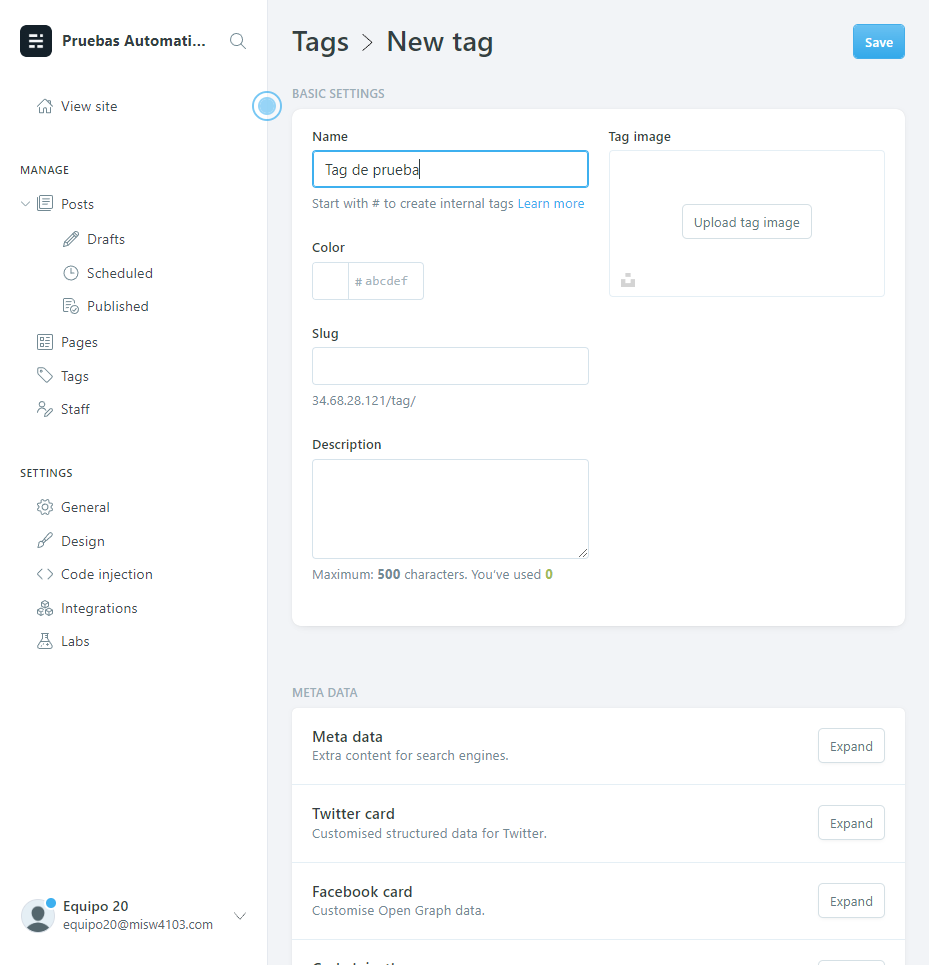 Pruebas Automati...
View site
MANAGE
Posts
Drafts
Scheduled
Published
Pages
Tags
Staff
SETTINGS
General
Design
Code injection
Integrations
Labs
Equipo 20
equipo20@misw4103.com
Tags > New tag
Save
BASIC SETTINGS
Name
Tag de prueba
Start with # to create internal tags Learn more
Color
# abcdef
Slug
34.68.28.121/tag/
Description
Maximum: 500 characters. You've used 0
Tag image
Upload tag image
META DATA
Meta data
Extra content for search engines.
Expand
Twitter card
Customised structured data for Twitter.
Expand
Facebook card
Customise Open Graph data.
Expand